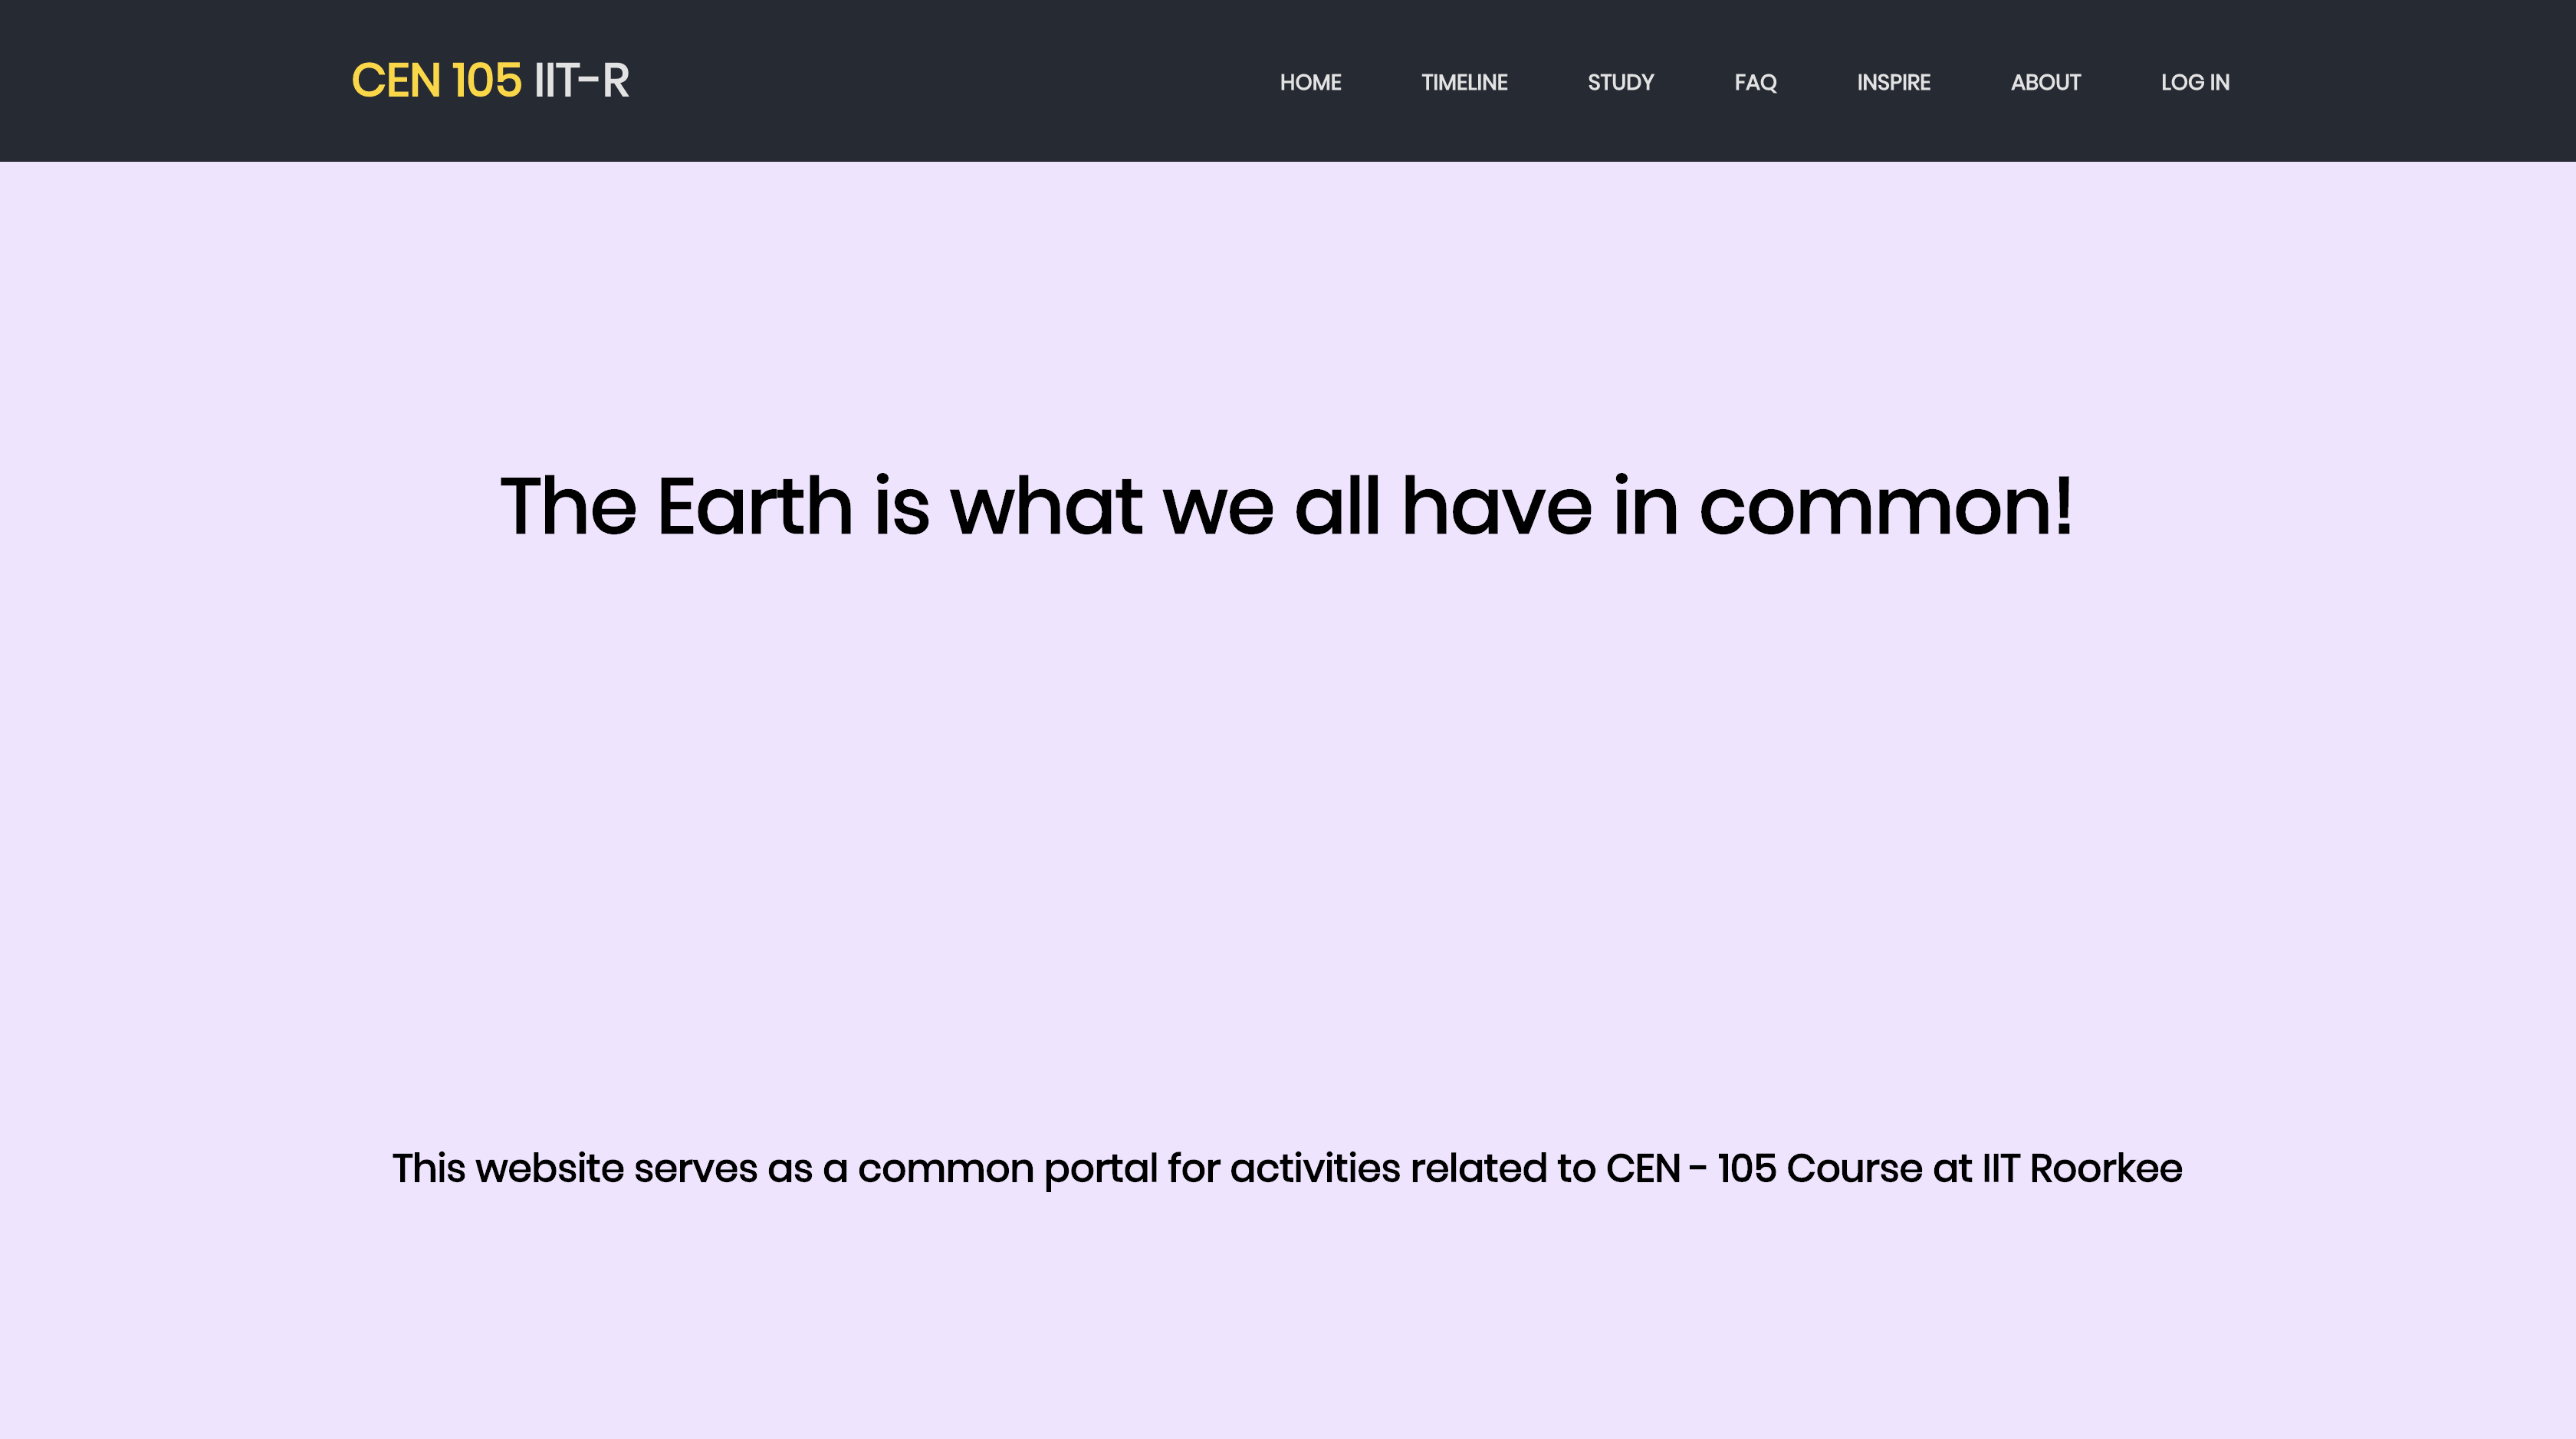 CEN 105 IIT-R
HOME TIMELINE STUDY FAQ INSPIRE ABOUT LOG IN
The Earth is what we all have in common!
This website serves as a common portal for activities related to CEN - 105 Course at IIT Roorkee